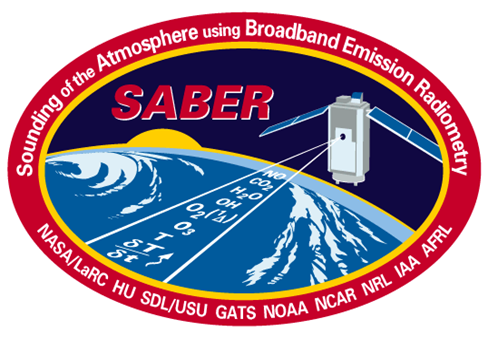 Sounding of the Atmosphere using Broadband Emission Radiometry
SABER
NO
CO₂
H₂O
OH
O₂(¹Δ)
O₃
T
δT
δt
NASA/LaRC HU SDL/USU GATS NOAA NCAR NRL IAA AFRL